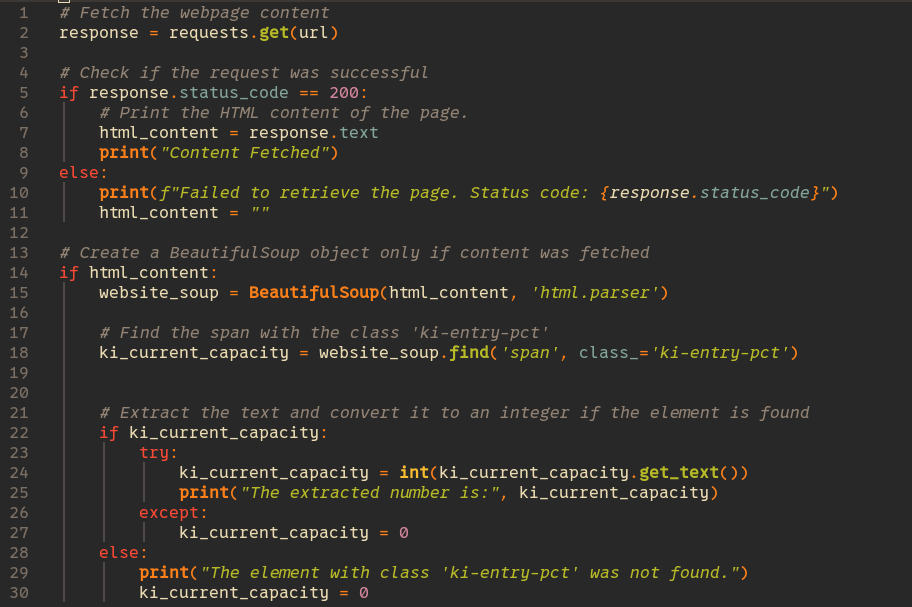 1 # Fetch the webpage content
2 response = requests.get(url)
3
4 # Check if the request was successful
5 if response.status_code == 200:
6     # Print the HTML content of the page.
7     html_content = response.text
8     print("Content Fetched")
9 else:
10     print(f"Failed to retrieve the page. Status code: {response.status_code}")
11     html_content = ""
12
13 # Create a BeautifulSoup object only if content was fetched
14 if html_content:
15     website_soup = BeautifulSoup(html_content, 'html.parser')
16
17     # Find the span with the class 'ki-entry-pct'
18     ki_current_capacity = website_soup.find('span', class_='ki-entry-pct')
19
20
21     # Extract the text and convert it to an integer if the element is found
22     if ki_current_capacity:
23         try:
24             ki_current_capacity = int(ki_current_capacity.get_text())
25             print("The extracted number is:", ki_current_capacity)
26         except:
27             ki_current_capacity = 0
28     else:
29         print("The element with class 'ki-entry-pct' was not found.")
30         ki_current_capacity = 0